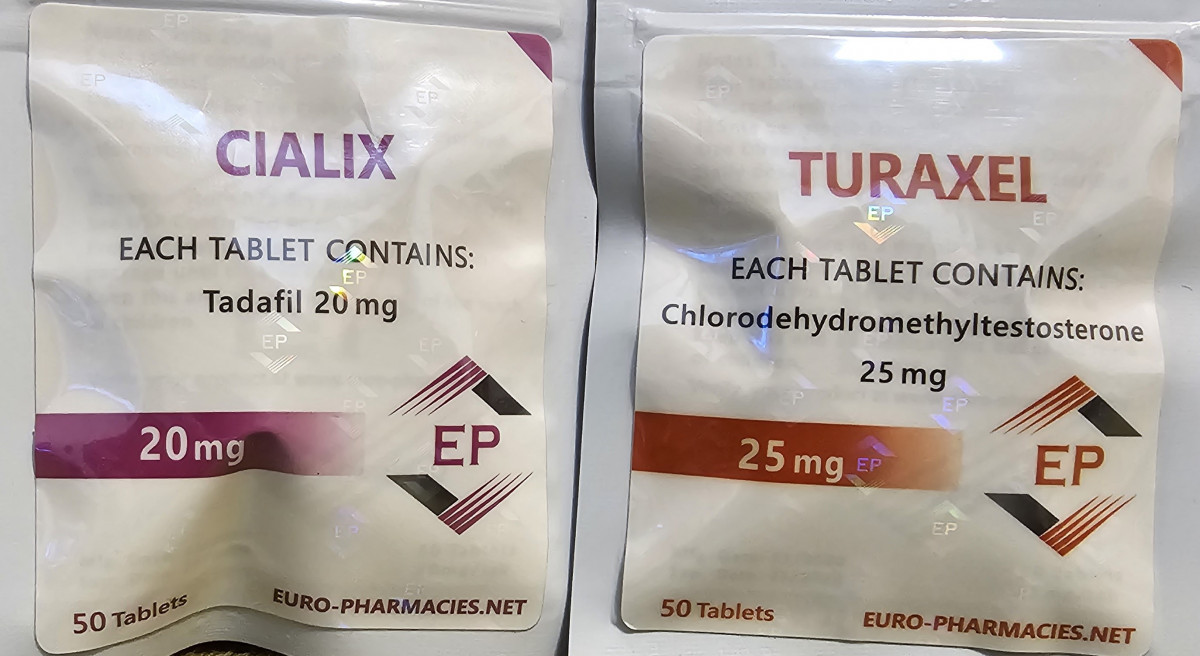 CIALIX
EACH TABLET CONTAINS:
Tadafil 20 mg
20mg
EP
50 Tablets
EURO-PHARMACIES.NET
TURAXEL
EACH TABLET CONTAINS:
Chlorodehydromethyltestosterone
25 mg
25 mg
EP
50 Tablets
EURO-PHARMACIES.NET